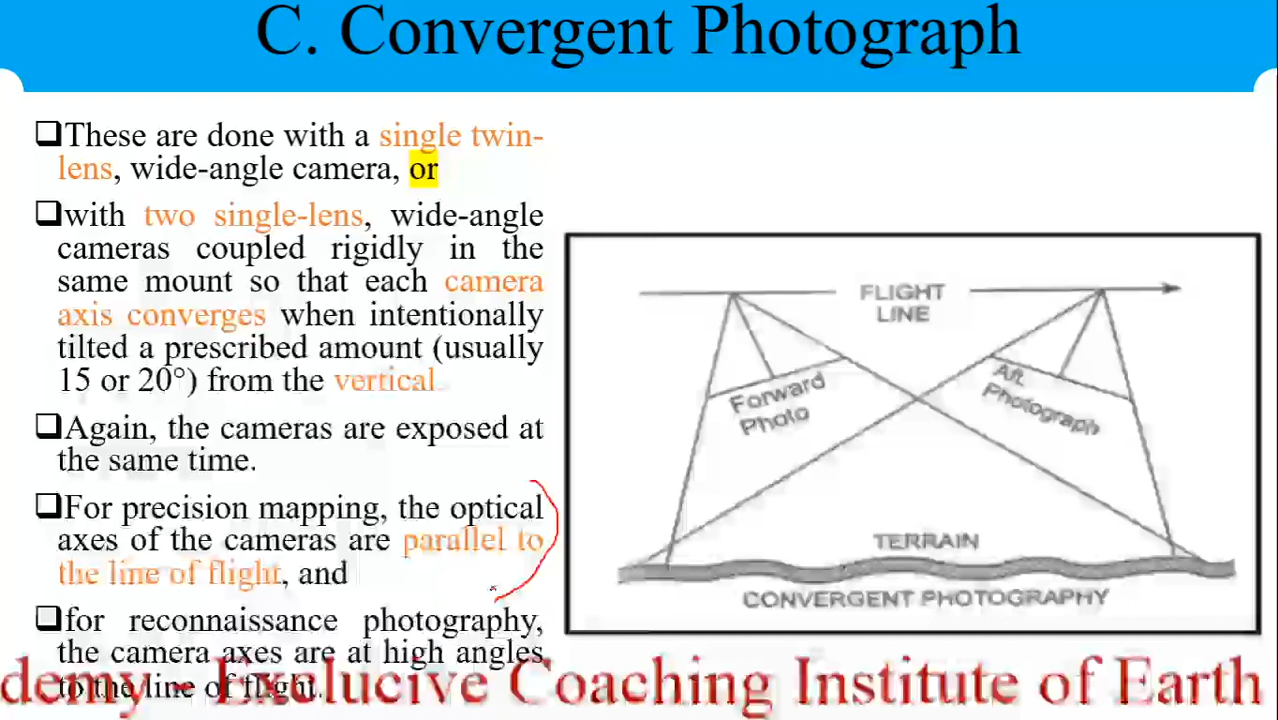 C. Convergent Photograph
❑These are done with a single twin-
lens, wide-angle camera, or
❑with two single-lens, wide-angle
cameras coupled rigidly in the
same mount so that each camera
axis converges when intentionally
tilted a prescribed amount (usually
15 or 20°) from the vertical
❑Again, the cameras are exposed at
the same time.
❑For precision mapping, the optical
axes of the cameras are parallel to
the line of flight, and
❑for reconnaissance photography,
the camera axes are at high angles
to the line of flight.
FLIGHT
LINE
Forward
Photo
Aft.
Photograph
TERRAIN
CONVERGENT PHOTOGRAPHY
demy - Exclucive Coaching Institute of Earth